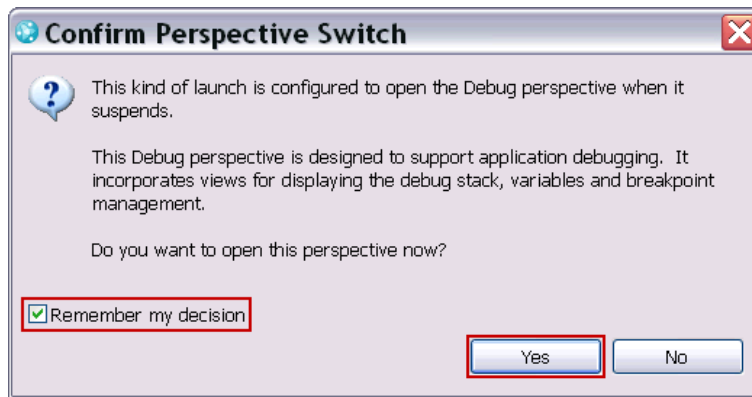 Confirm Perspective Switch
This kind of launch is configured to open the Debug perspective when it
suspends.
This Debug perspective is designed to support application debugging. It
incorporates views for displaying the debug stack, variables and breakpoint
management.
Do you want to open this perspective now?
Remember my decision
Yes No